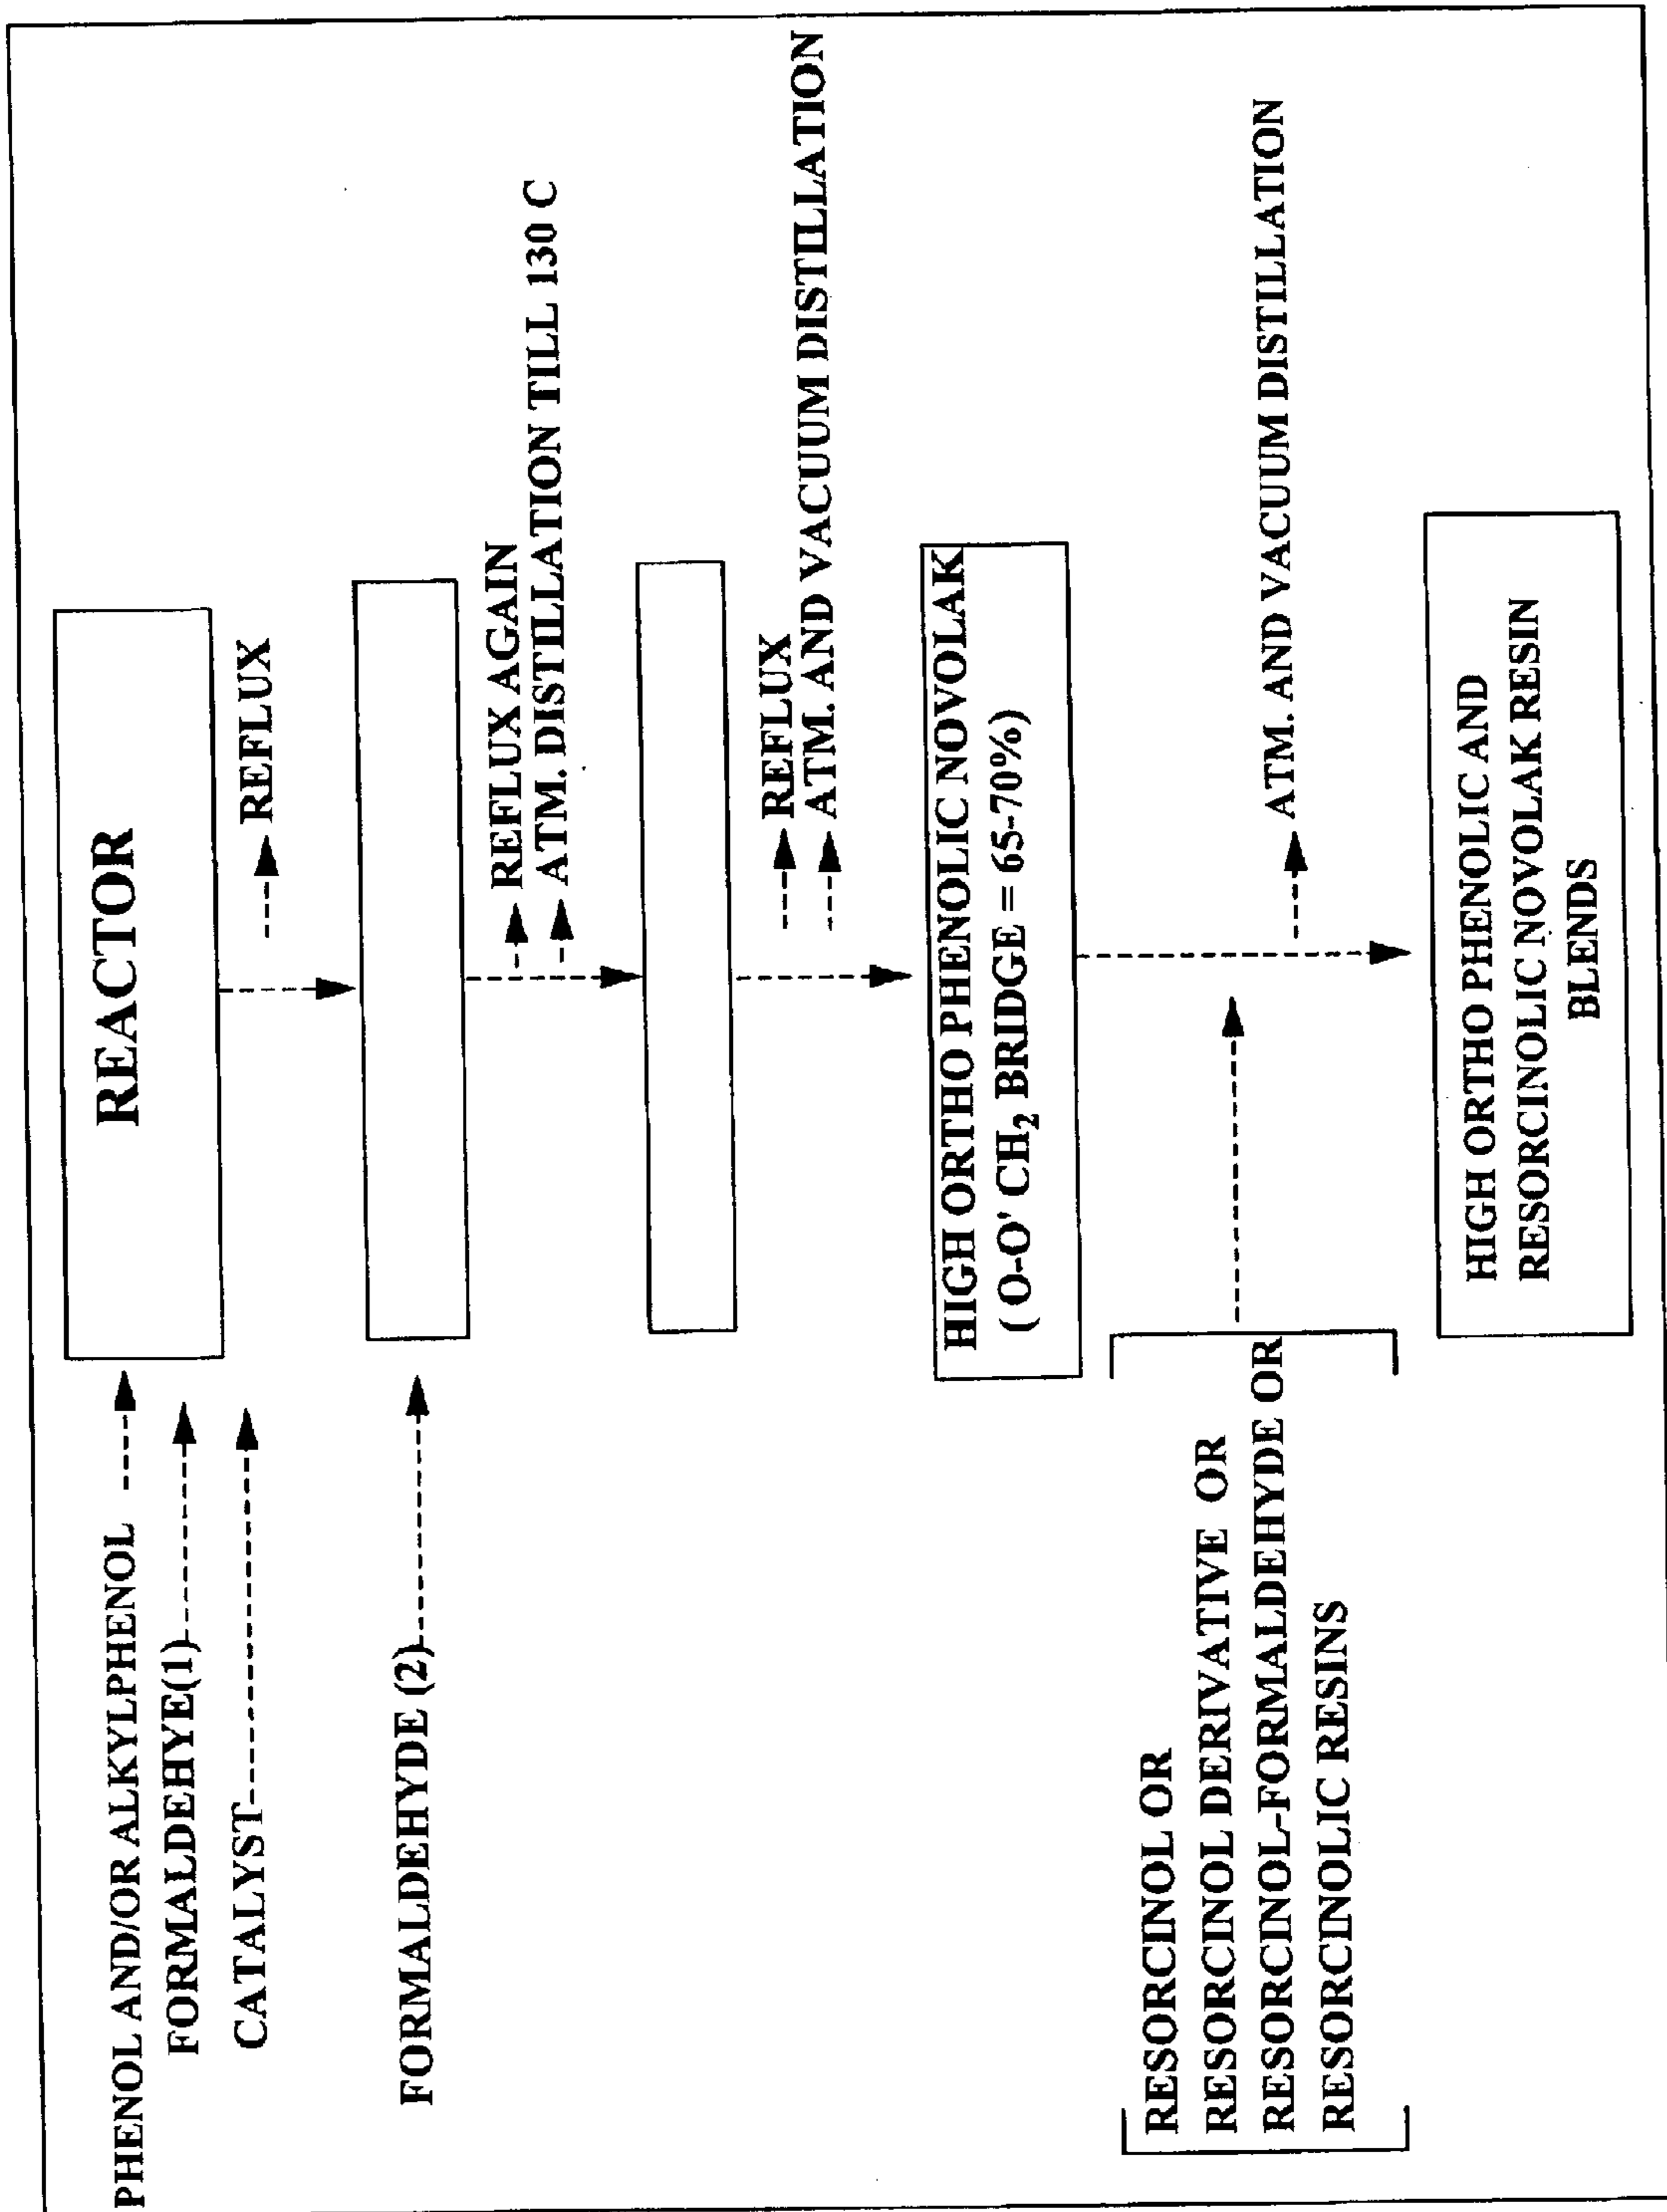 REACTOR
PHENOL AND/OR ALKYLPHENOL
FORMALDEHYE(1)
CATALYST
REFLUX
FORMALDEHYDE (2)
REFLUX AGAIN
ATM. DISTILLATION TILL 130 C
REFLUX
ATM. AND VACUUM DISTILLATION
HIGH ORTHO PHENOLIC NOVOLAK
( O-O' CH₂ BRIDGE = 65-70%)
RESORCINOL OR
RESORCINOL DERIVATIVE OR
RESORCINOL-FORMALDEHYDE OR
RESORCINOLIC RESINS
ATM. AND VACUUM DISTILLATION
HIGH ORTHO PHENOLIC AND
RESORCINOLIC NOVOLAK RESIN
BLENDS